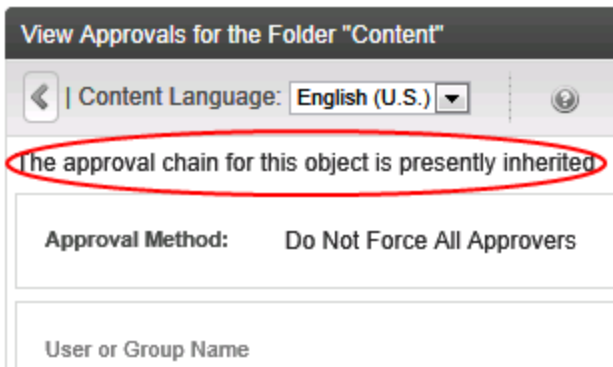 View Approvals for the Folder "Content"
| Content Language: English (U.S.)
The approval chain for this object is presently inherited
Approval Method: Do Not Force All Approvers
User or Group Name